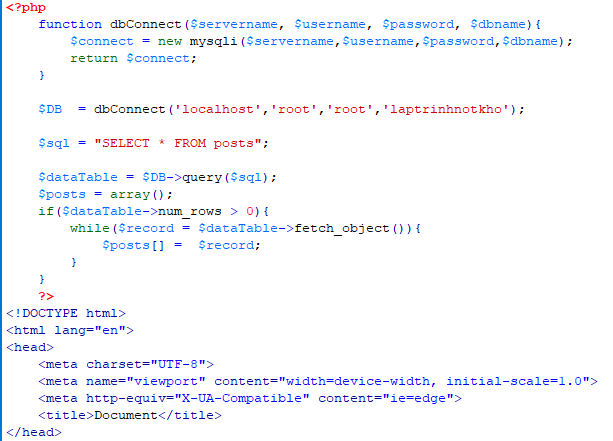 <?php
    function dbConnect($servername, $username, $password, $dbname){
        $connect = new mysqli($servername,$username,$password,$dbname);
        return $connect;
    }

    $DB  = dbConnect('localhost','root','root','laptrinhnotkho');

    $sql = "SELECT * FROM posts";

    $dataTable = $DB->query($sql);
    $posts = array();
    if($dataTable->num_rows > 0){
        while($record = $dataTable->fetch_object()){
            $posts[] =  $record;
        }
    }
    ?>
<!DOCTYPE html>
<html lang="en">
<head>
    <meta charset="UTF-8">
    <meta name="viewport" content="width=device-width, initial-scale=1.0">
    <meta http-equiv="X-UA-Compatible" content="ie=edge">
    <title>Document</title>
</head>